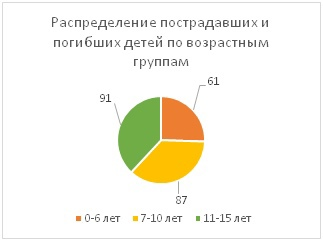 Распределение пострадавших и
погибших детей по возрастным
группам
61
91
87
0-6 лет 7-10 лет 11-15 лет